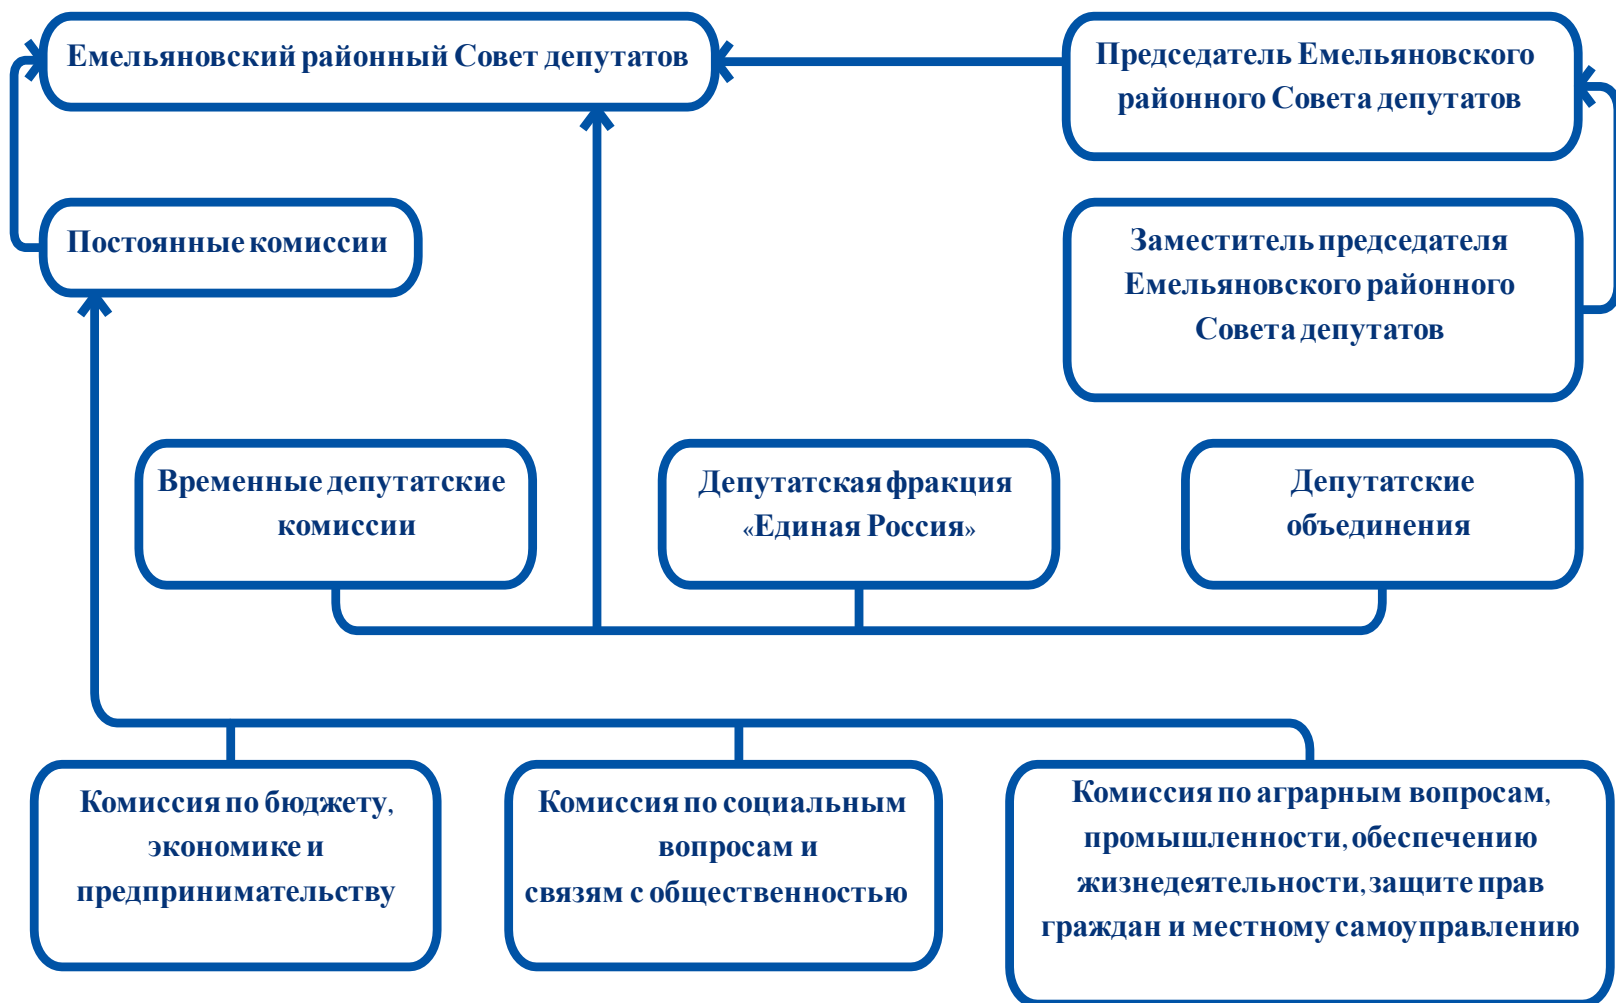 Емельяновский районный Совет депутатов
Председатель Емельяновского
районного Совета депутатов
Постоянные комиссии
Заместитель председателя
Емельяновского районного
Совета депутатов
Временные депутатские
комиссии
Депутатская фракция
«Единая Россия»
Депутатские
объединения
Комиссия по бюджету,
экономике и
предпринимательству
Комиссия по социальным
вопросам и
связям с общественностью
Комиссия по аграрным вопросам,
промышленности, обеспечению
жизнедеятельности, защите прав
граждан и местному самоуправлению